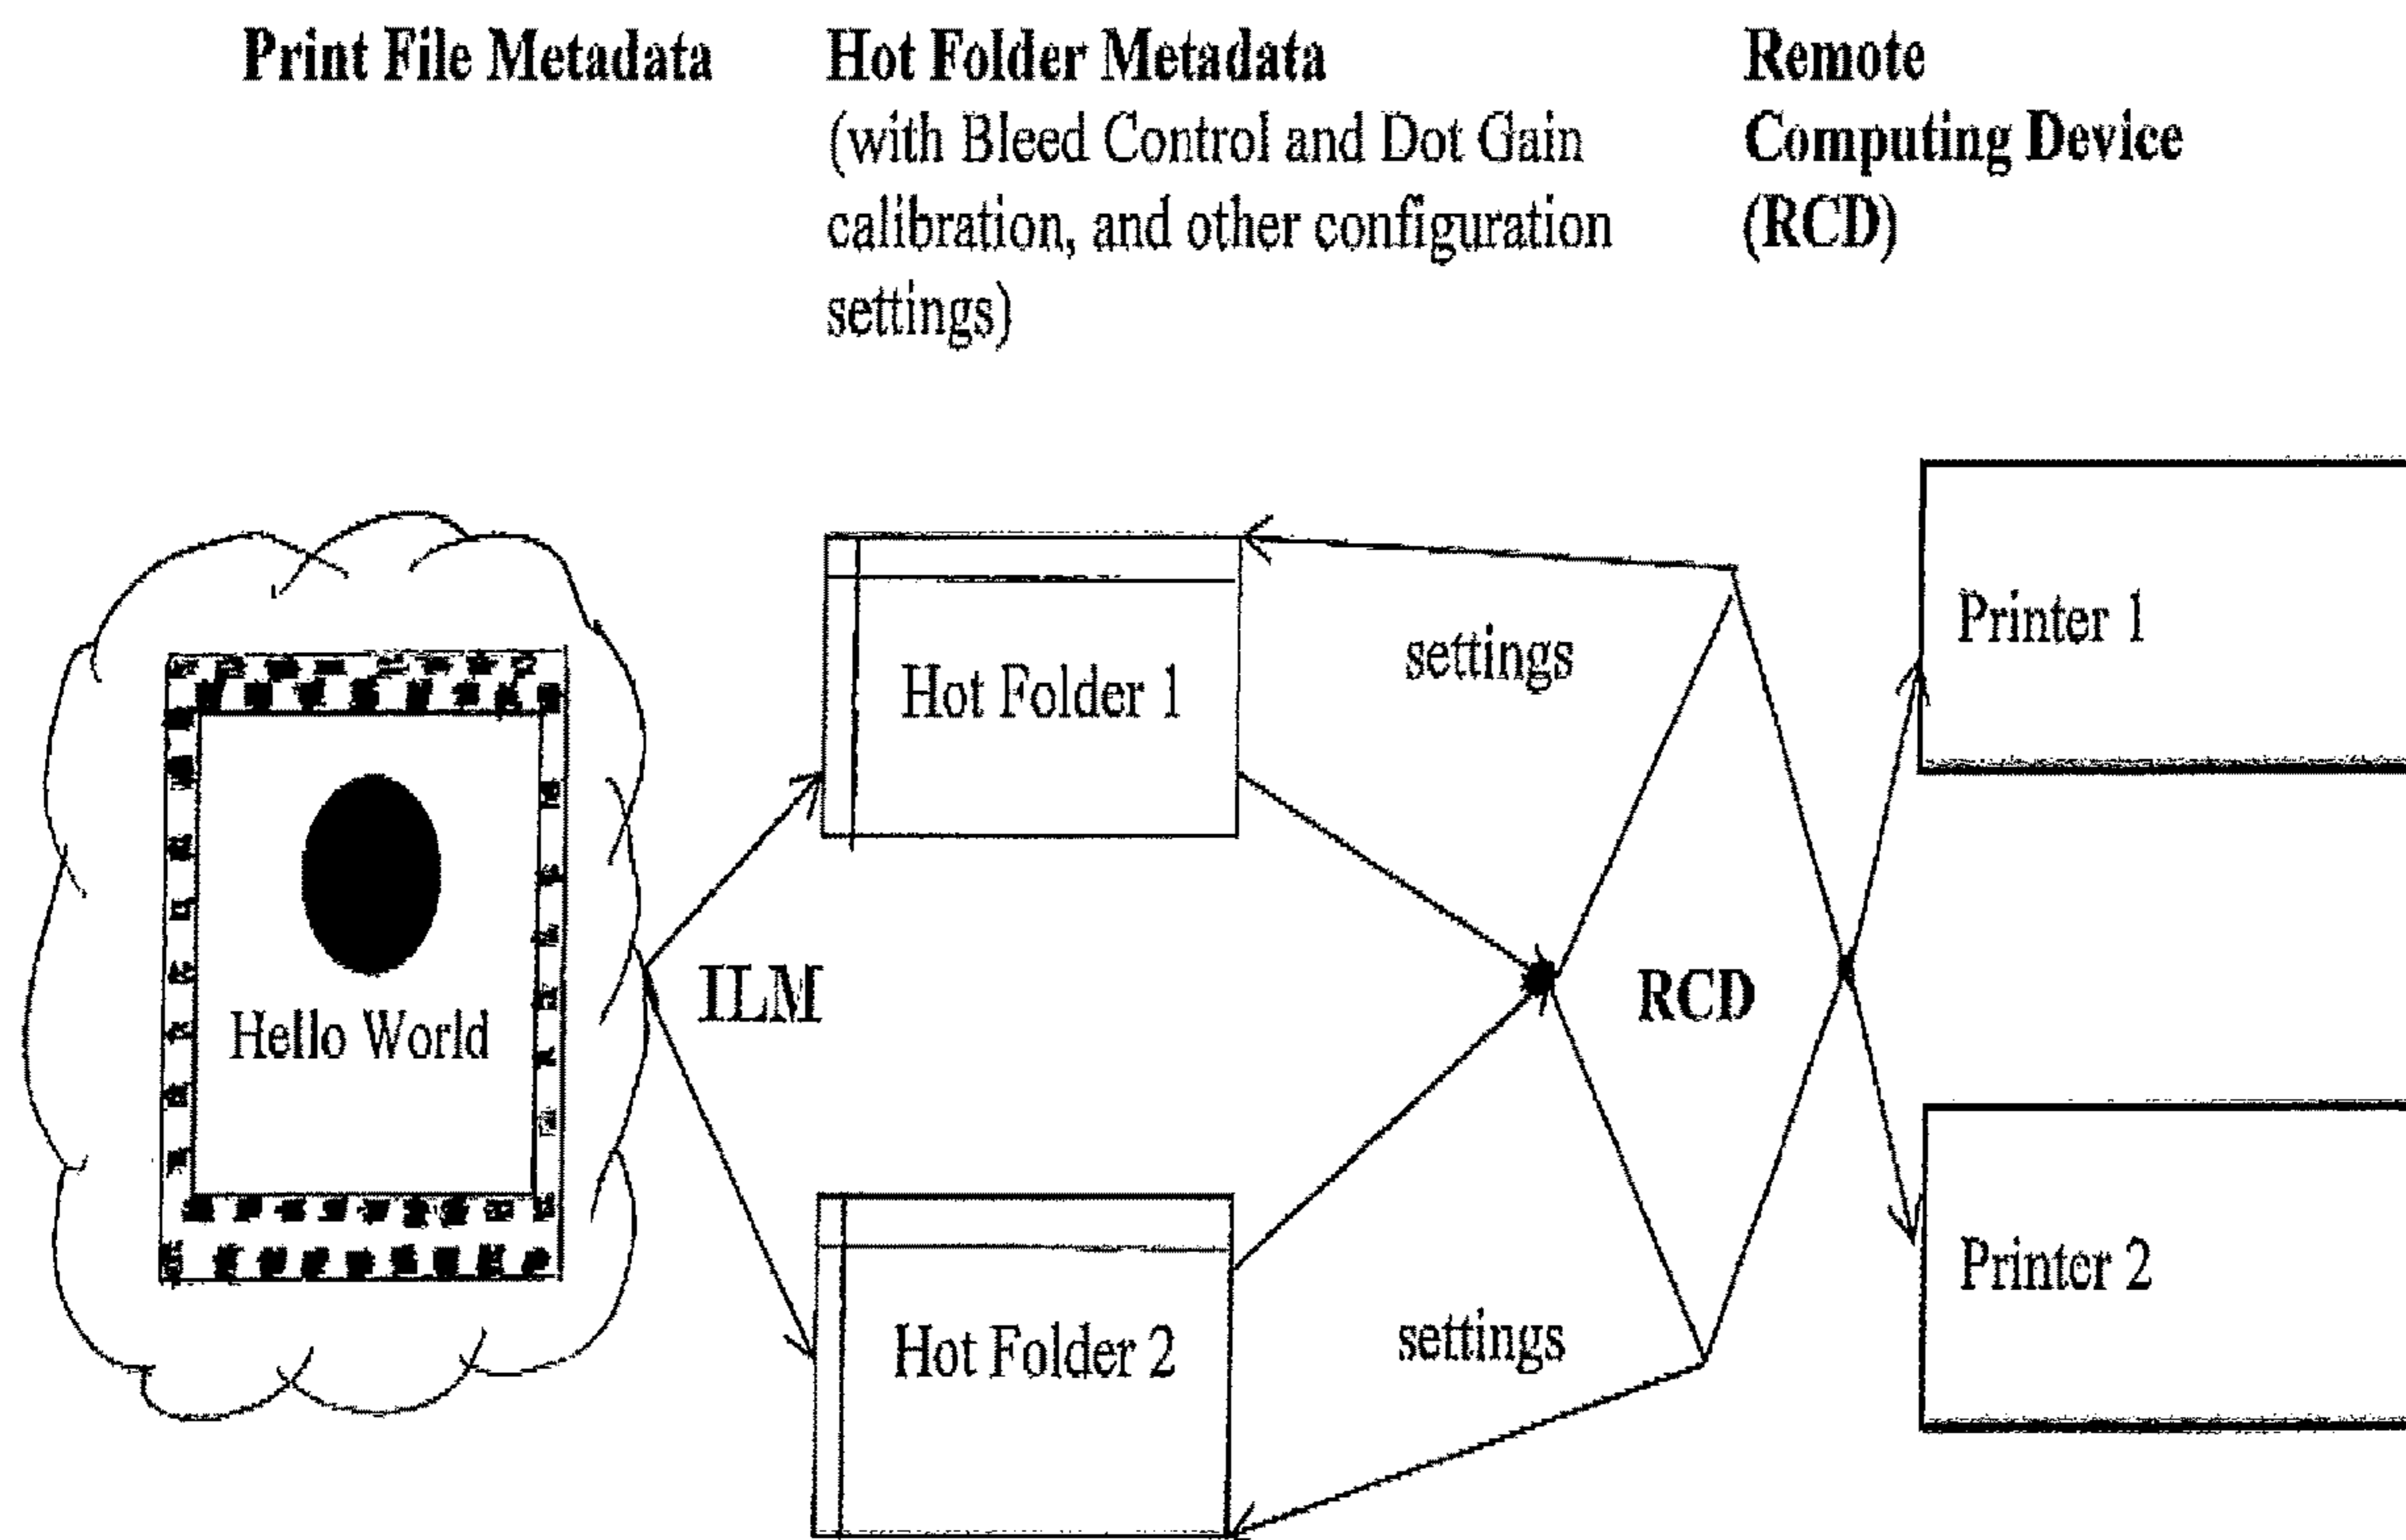 Print File Metadata
Hot Folder Metadata
(with Bleed Control and Dot Gain
calibration, and other configuration
settings)
Remote
Computing Device
(RCD)
Hello World
ILM
Hot Folder 1
settings
Hot Folder 2
settings
RCD
Printer 1
Printer 2